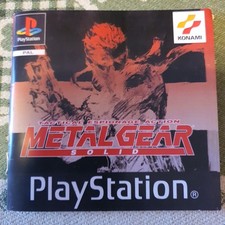 PlayStation
PAL
KONAMI
TACTICAL ESPIONAGE ACTION
METAL GEAR
SOLID
PlayStation®